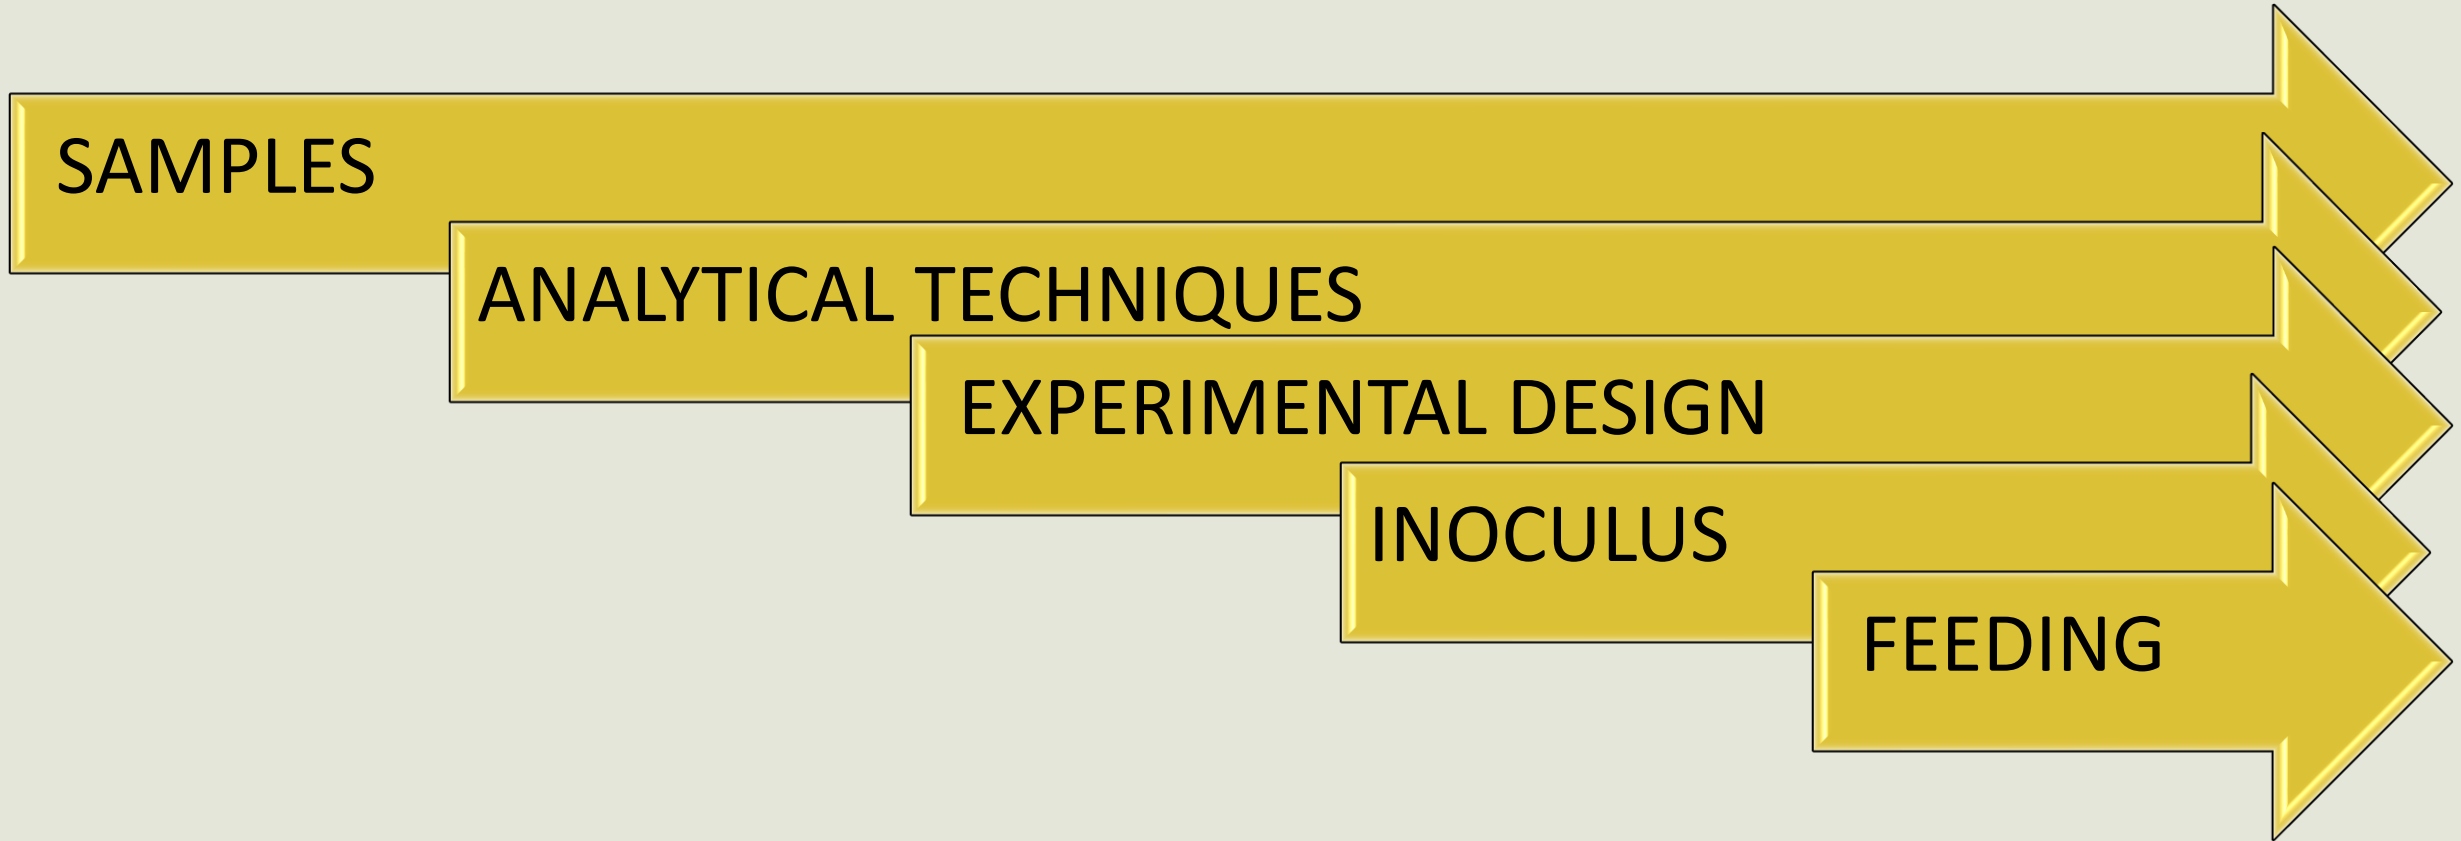 SAMPLES
ANALYTICAL TECHNIQUES
EXPERIMENTAL DESIGN
INOCULUS
FEEDING